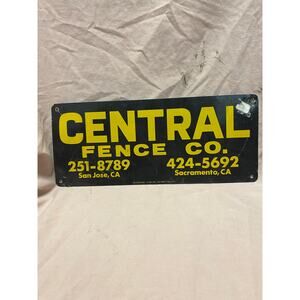 CENTRAL
FENCE CO.
251-8789 424-5692
San Jose, CA Sacramento, CA